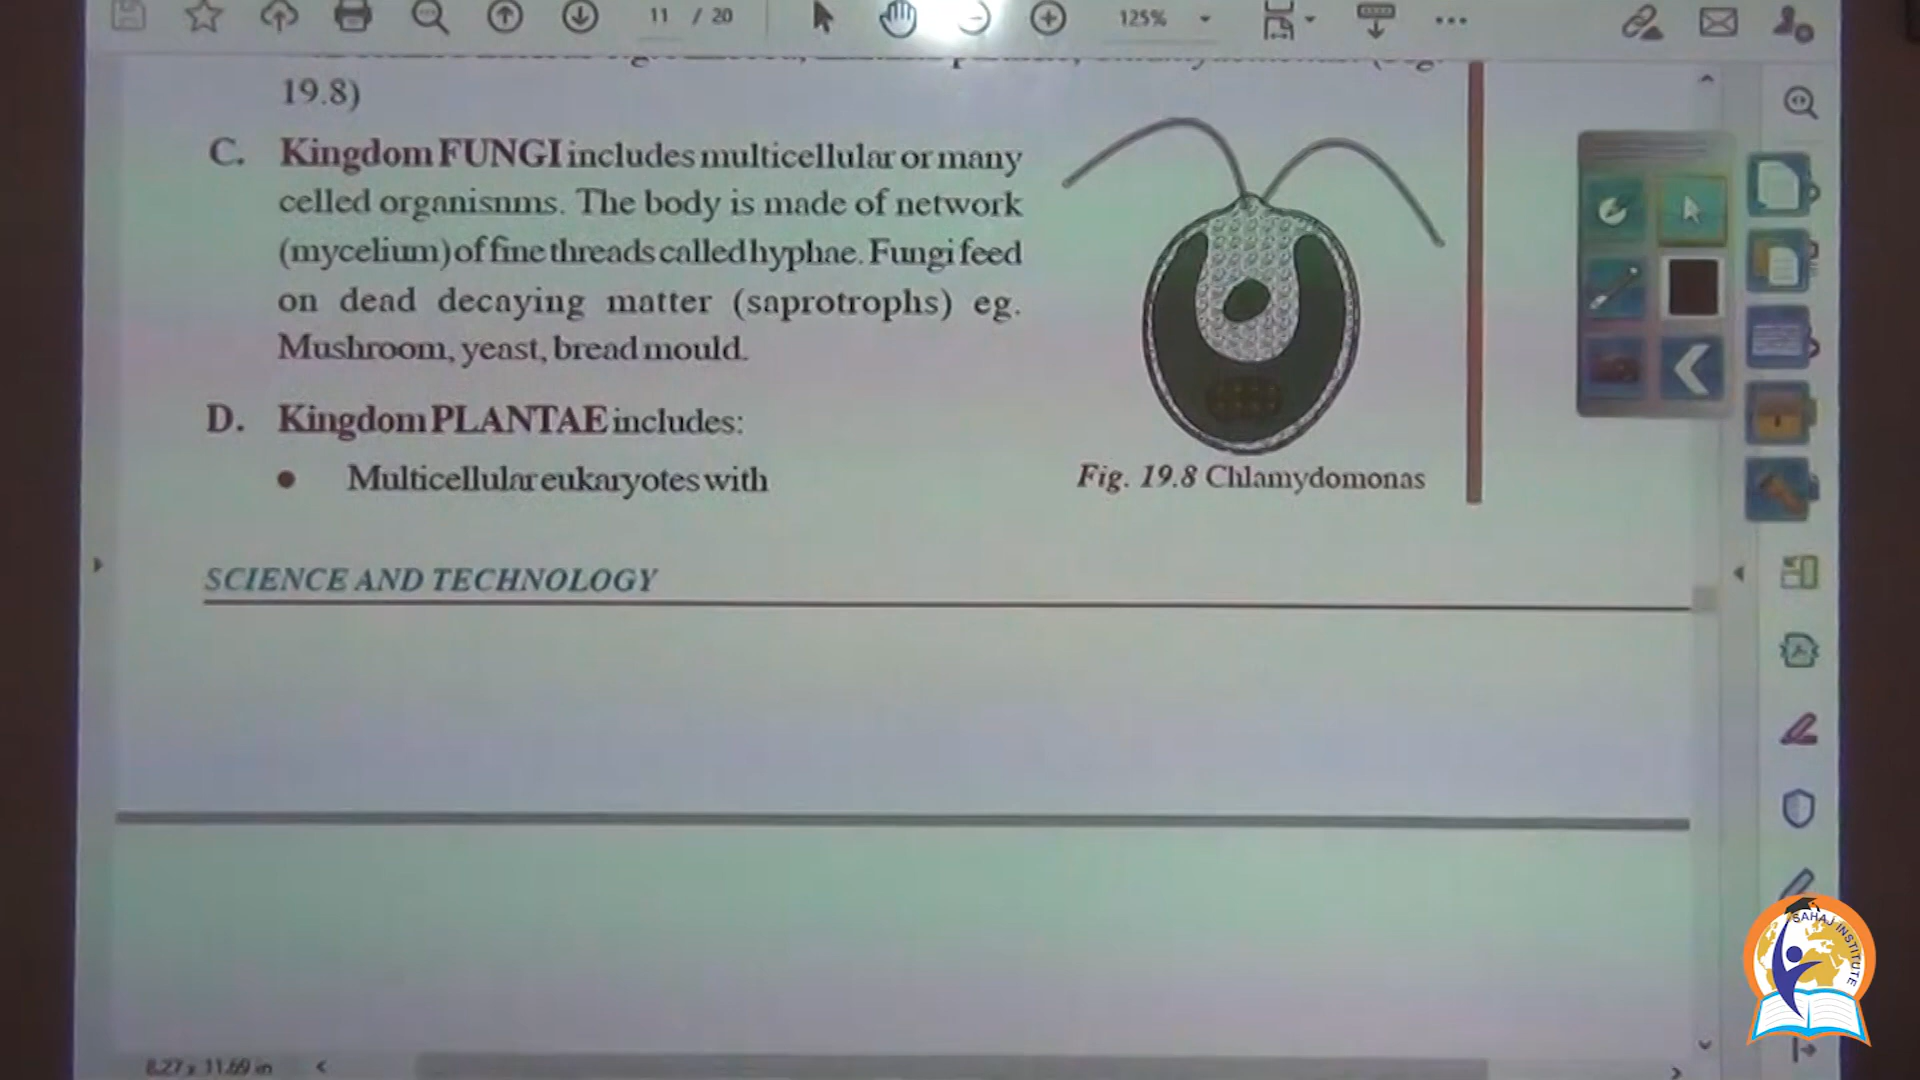 11 / 20
125%
19.8)
C. Kingdom FUNGI includes multicellular or many
celled organisnms. The body is made of network
(mycelium) of fine threads called hyphae. Fungi feed
on dead decaying matter (saprotrophs) eg.
Mushroom, yeast, bread mould.
D. Kingdom PLANTAE includes:
• Multicellular eukaryotes with
Fig. 19.8 Chlamydomonas
SCIENCE AND TECHNOLOGY
8.27 x 11.69 in
SAHAJ INSTITUTE